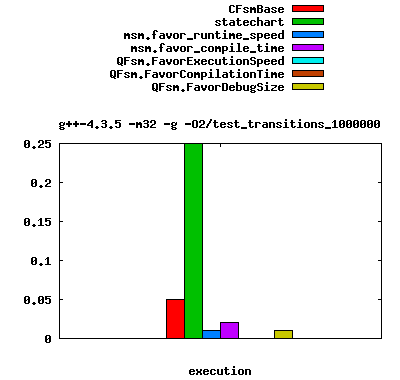 CFsmBase
statechart
msm.favor_runtime_speed
msm.favor_compile_time
QFsm.FavorExecutionSpeed
QFsm.FavorCompilationTime
QFsm.FavorDebugSize
g++-4.3.5 -m32 -g -O2/test_transitions_1000000
0.25
0.2
0.15
0.1
0.05
0
execution